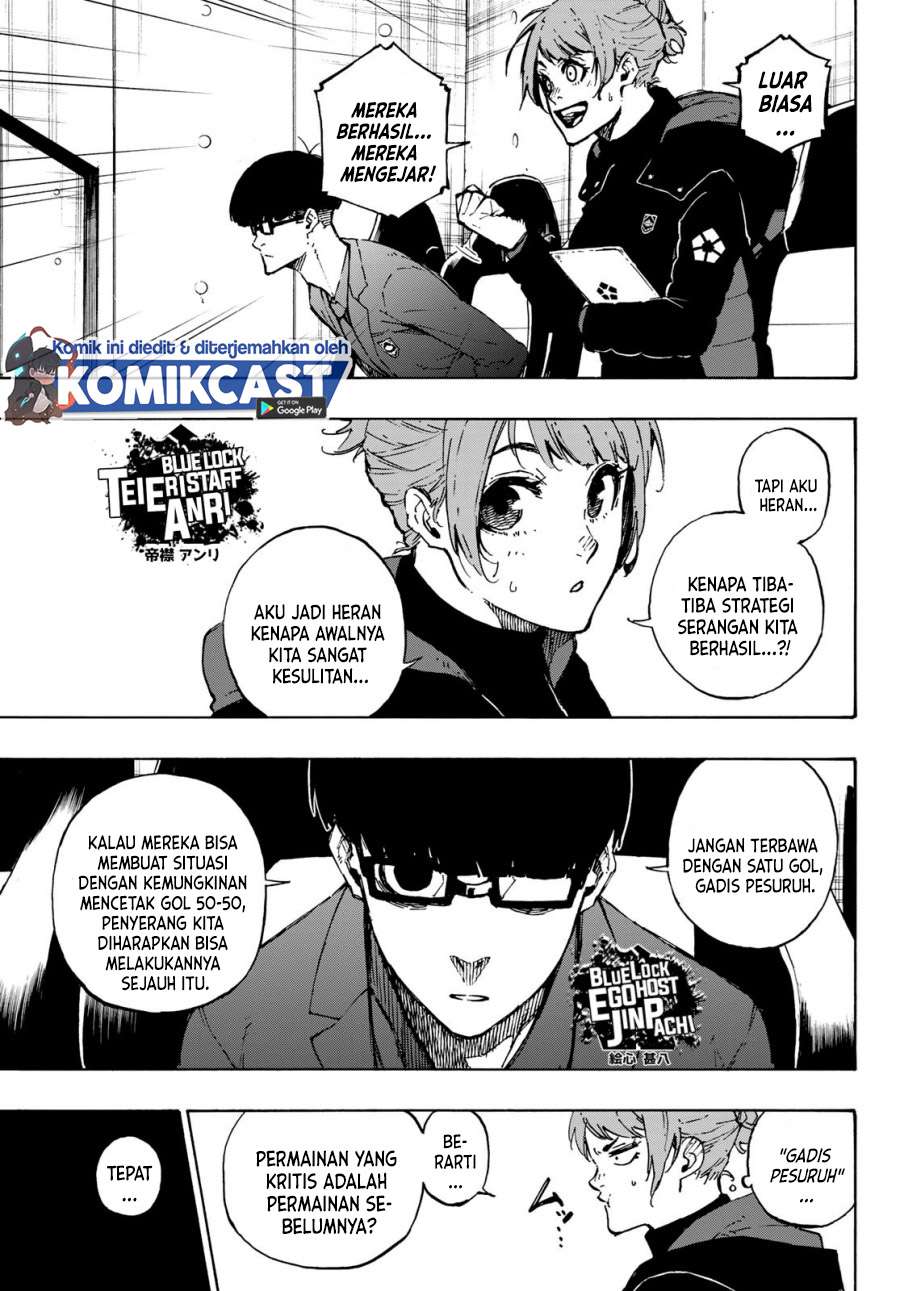 LUAR
BIASA
...
MEREKA
BERHASIL...
MEREKA
MENGEJAR!
Komik ini diedit & diterjemahkan oleh
KOMIKCAST
GET IT ON
Google Play
TAPI AKU
HERAN...
KENAPA TIBA-
TIBA STRATEGI
SERANGAN KITA
BERHASIL...?!
AKU JADI HERAN
KENAPA AWALNYA
KITA SANGAT
KESULITAN...
BLUE LOCK
TEIERI STAFF
ANRI
帝襟 アンリ
JANGAN TERBAWA
DENGAN SATU GOL,
GADIS PESURUH.
KALAU MEREKA BISA
MEMBUAT SITUASI
DENGAN KEMUNGKINAN
MENCETAK GOL 50-50,
PENYERANG KITA
DIHARAPKAN BISA
MELAKUKANNYA
SEJAUH ITU.
BLUE LOCK
EGO HOST
JINPACHI
絵心 甚八
"GADIS
PESURUH"
...
BE-
RARTI
...
PERMAINAN YANG
KRITIS ADALAH
PERMAINAN SE-
BELUMNYA?
TEPAT
...